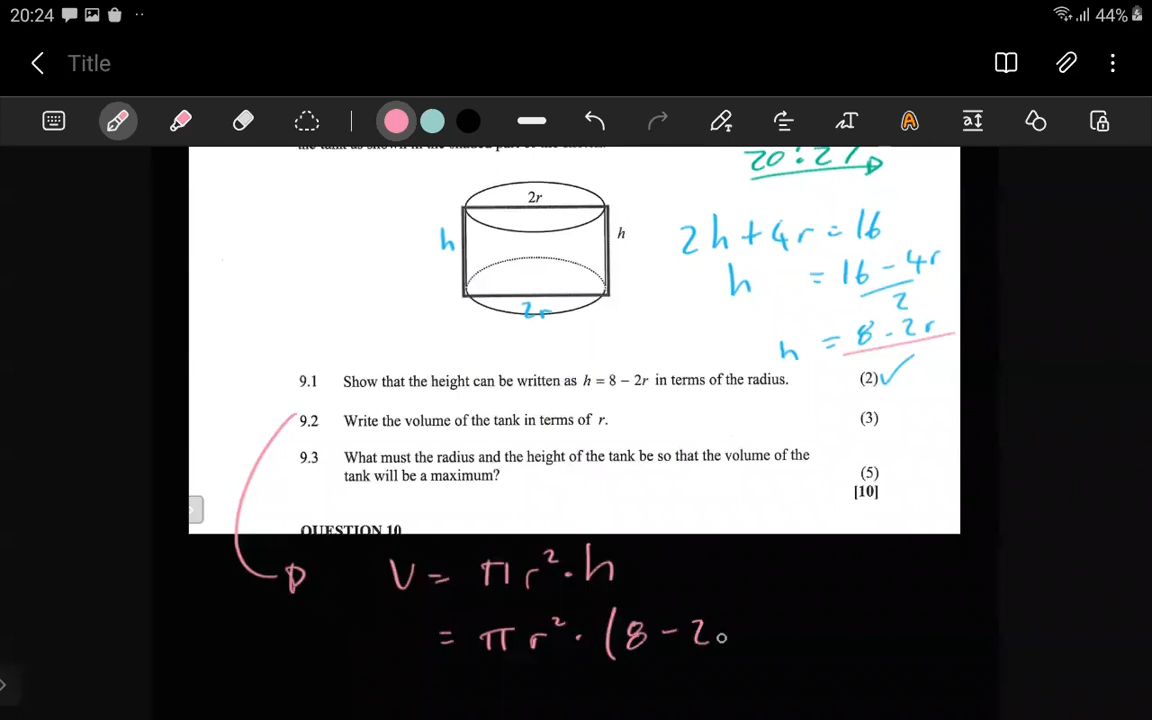 20:24
44%
Title
20:27
2r
h
h
2r
2h + 4r = 16
h = 16 - 4r
2
h = 8 - 2r
9.1 Show that the height can be written as h = 8 − 2r in terms of the radius. (2) ✓
9.2 Write the volume of the tank in terms of r. (3)
9.3 What must the radius and the height of the tank be so that the volume of the
tank will be a maximum? (5)
[10]
QUESTION 10
V = πr². h
= πr². (8 - 2